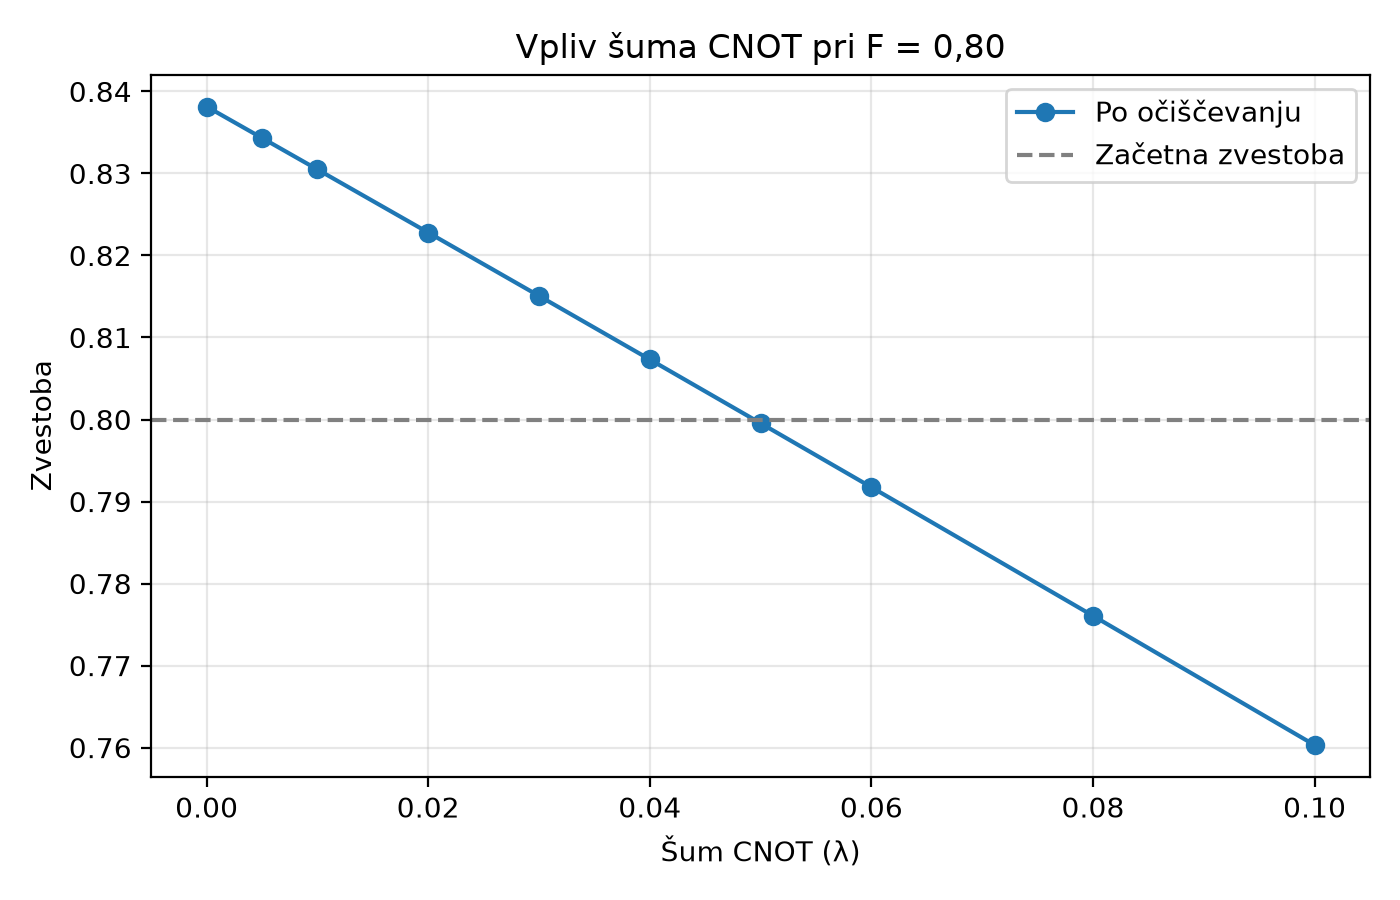 Vpliv šuma CNOT pri F = 0,80
Po očiščevanju
Začetna zvestoba
Zvestoba
0.84
0.83
0.82
0.81
0.80
0.79
0.78
0.77
0.76
0.00 0.02 0.04 0.06 0.08 0.10
Šum CNOT (λ)